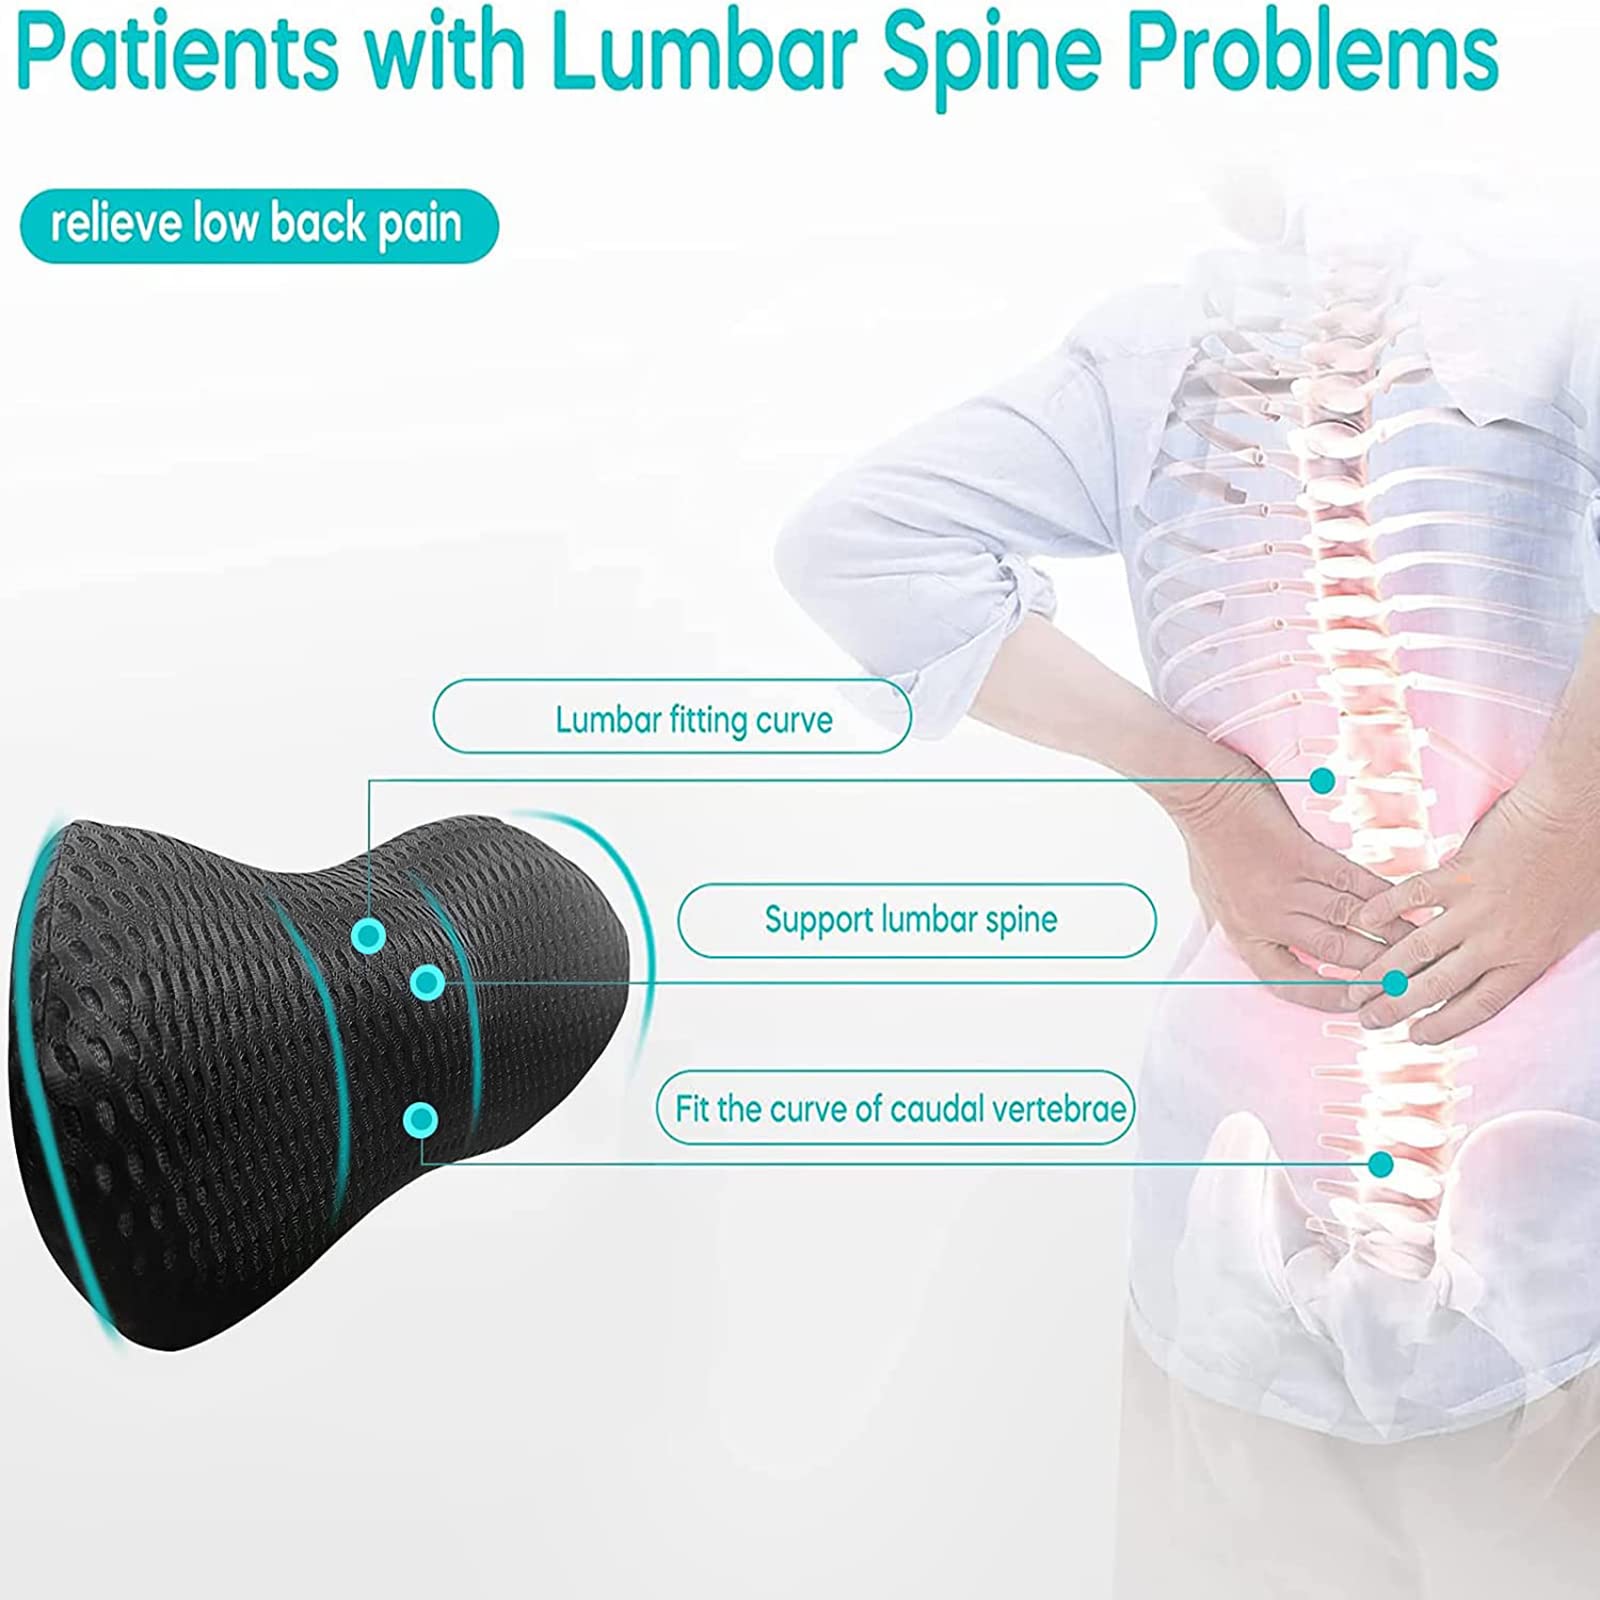 Patients with Lumbar Spine Problems
relieve low back pain
Lumbar fitting curve
Support lumbar spine
Fit the curve of caudal vertebrae